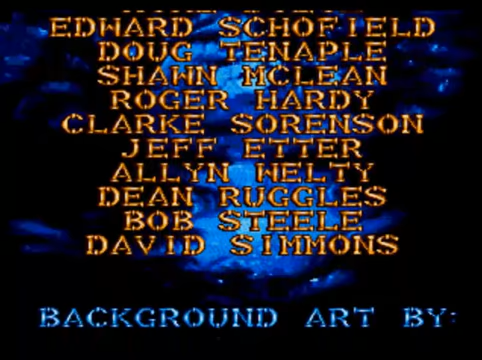 EDWARD SCHOFIELD
DOUG TENAPLE
SHAWN MCLEAN
ROGER HARDY
CLARKE SORENSON
JEFF ETTER
ALLYN WELTY
DEAN RUGGLES
BOB STEELE
DAVID SIMMONS
BACKGROUND ART BY: